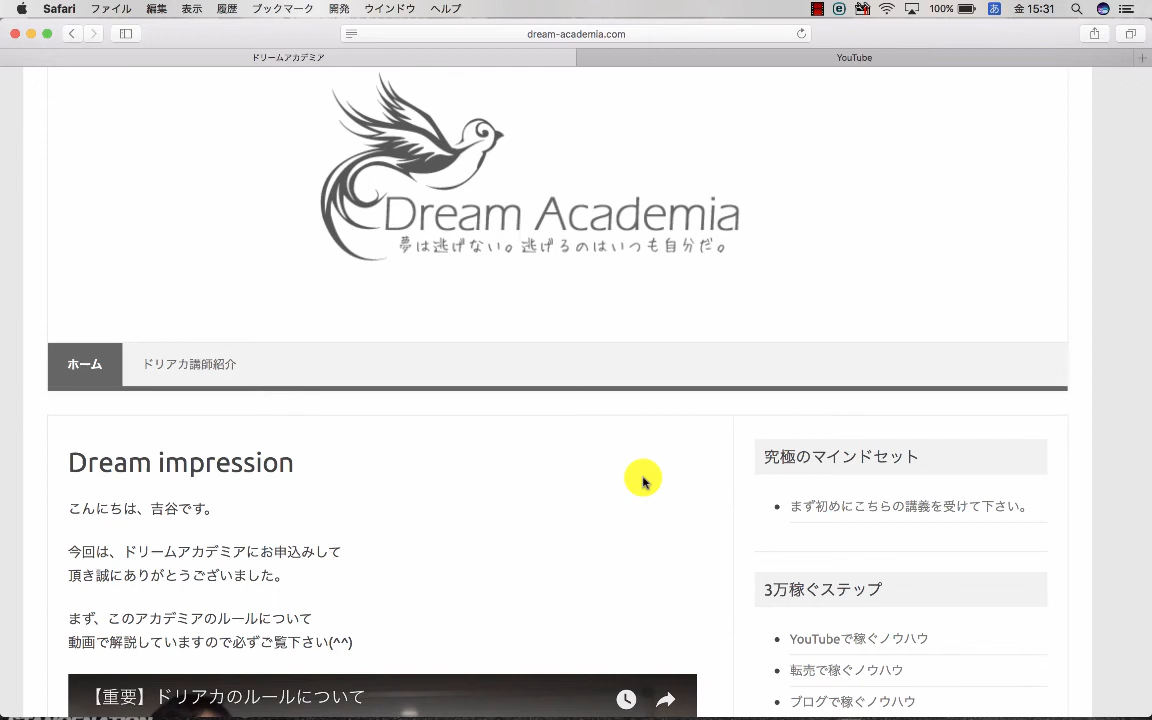 Safari ファイル 編集 表示 履歴 ブックマーク 開発 ウインドウ ヘルプ 100% あ 金 15:31
dream-academia.com
ドリームアカデミア
YouTube
Dream Academia
夢は逃げない。逃げるのはいつも自分だ。
ホーム
ドリアカ講師紹介
Dream impression
こんにちは、吉谷です。
今回は、ドリームアカデミアにお申込みして
頂き誠にありがとうございました。
まず、このアカデミアのルールについて
動画で解説していますので必ずご覧下さい(^^)
【重要】ドリアカのルールについて
究極のマインドセット
まず初めにこちらの講義を受けて下さい。
3万稼ぐステップ
YouTubeで稼ぐノウハウ
転売で稼ぐノウハウ
ブログで稼ぐノウハウ